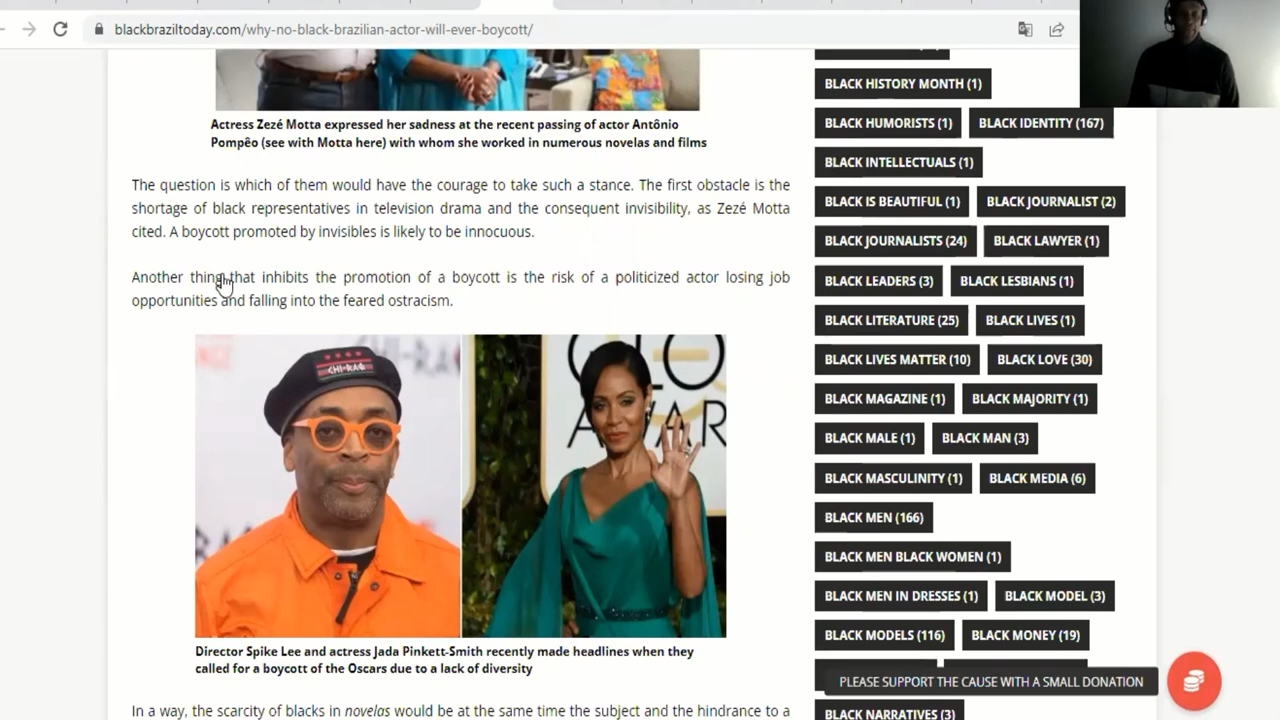 blackbraziltoday.com/why-no-black-brazilian-actor-will-ever-boycott/
Actress Zezé Motta expressed her sadness at the recent passing of actor Antônio
Pompêo (see with Motta here) with whom she worked in numerous novelas and films
The question is which of them would have the courage to take such a stance. The first obstacle is the
shortage of black representatives in television drama and the consequent invisibility, as Zezé Motta
cited. A boycott promoted by invisibles is likely to be innocuous.
Another thing that inhibits the promotion of a boycott is the risk of a politicized actor losing job
opportunities and falling into the feared ostracism.
CHI-RAQ
Director Spike Lee and actress Jada Pinkett-Smith recently made headlines when they
called for a boycott of the Oscars due to a lack of diversity
In a way, the scarcity of blacks in novelas would be at the same time the subject and the hindrance to a
BLACK HISTORY MONTH (1)
BLACK HUMORISTS (1) BLACK IDENTITY (167)
BLACK INTELLECTUALS (1)
BLACK IS BEAUTIFUL (1) BLACK JOURNALIST (2)
BLACK JOURNALISTS (24) BLACK LAWYER (1)
BLACK LEADERS (3) BLACK LESBIANS (1)
BLACK LITERATURE (25) BLACK LIVES (1)
BLACK LIVES MATTER (10) BLACK LOVE (30)
BLACK MAGAZINE (1) BLACK MAJORITY (1)
BLACK MALE (1) BLACK MAN (3)
BLACK MASCULINITY (1) BLACK MEDIA (6)
BLACK MEN (166)
BLACK MEN BLACK WOMEN (1)
BLACK MEN IN DRESSES (1) BLACK MODEL (3)
BLACK MODELS (116) BLACK MONEY (19)
PLEASE SUPPORT THE CAUSE WITH A SMALL DONATION
BLACK NARRATIVES (3)